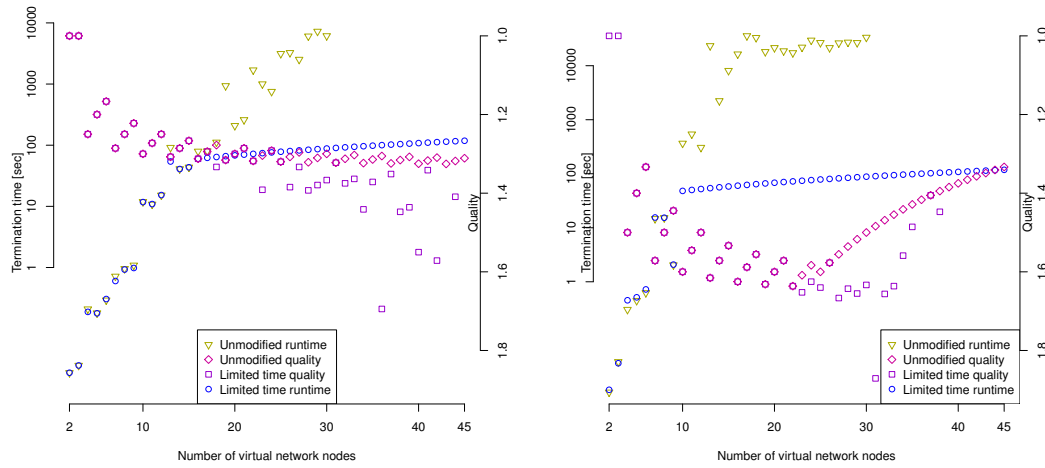 10000
1000
100
10
1
Termination time [sec]
1.0
1.2
1.4
1.6
1.8
Quality
Unmodified runtime
Unmodified quality
Limited time quality
Limited time runtime
2
10
20
30
45
Number of virtual network nodes
10000
1000
100
10
1
Termination time [sec]
1.0
1.2
1.4
1.6
1.8
Quality
Unmodified runtime
Unmodified quality
Limited time quality
Limited time runtime
2
10
20
30
45
Number of virtual network nodes